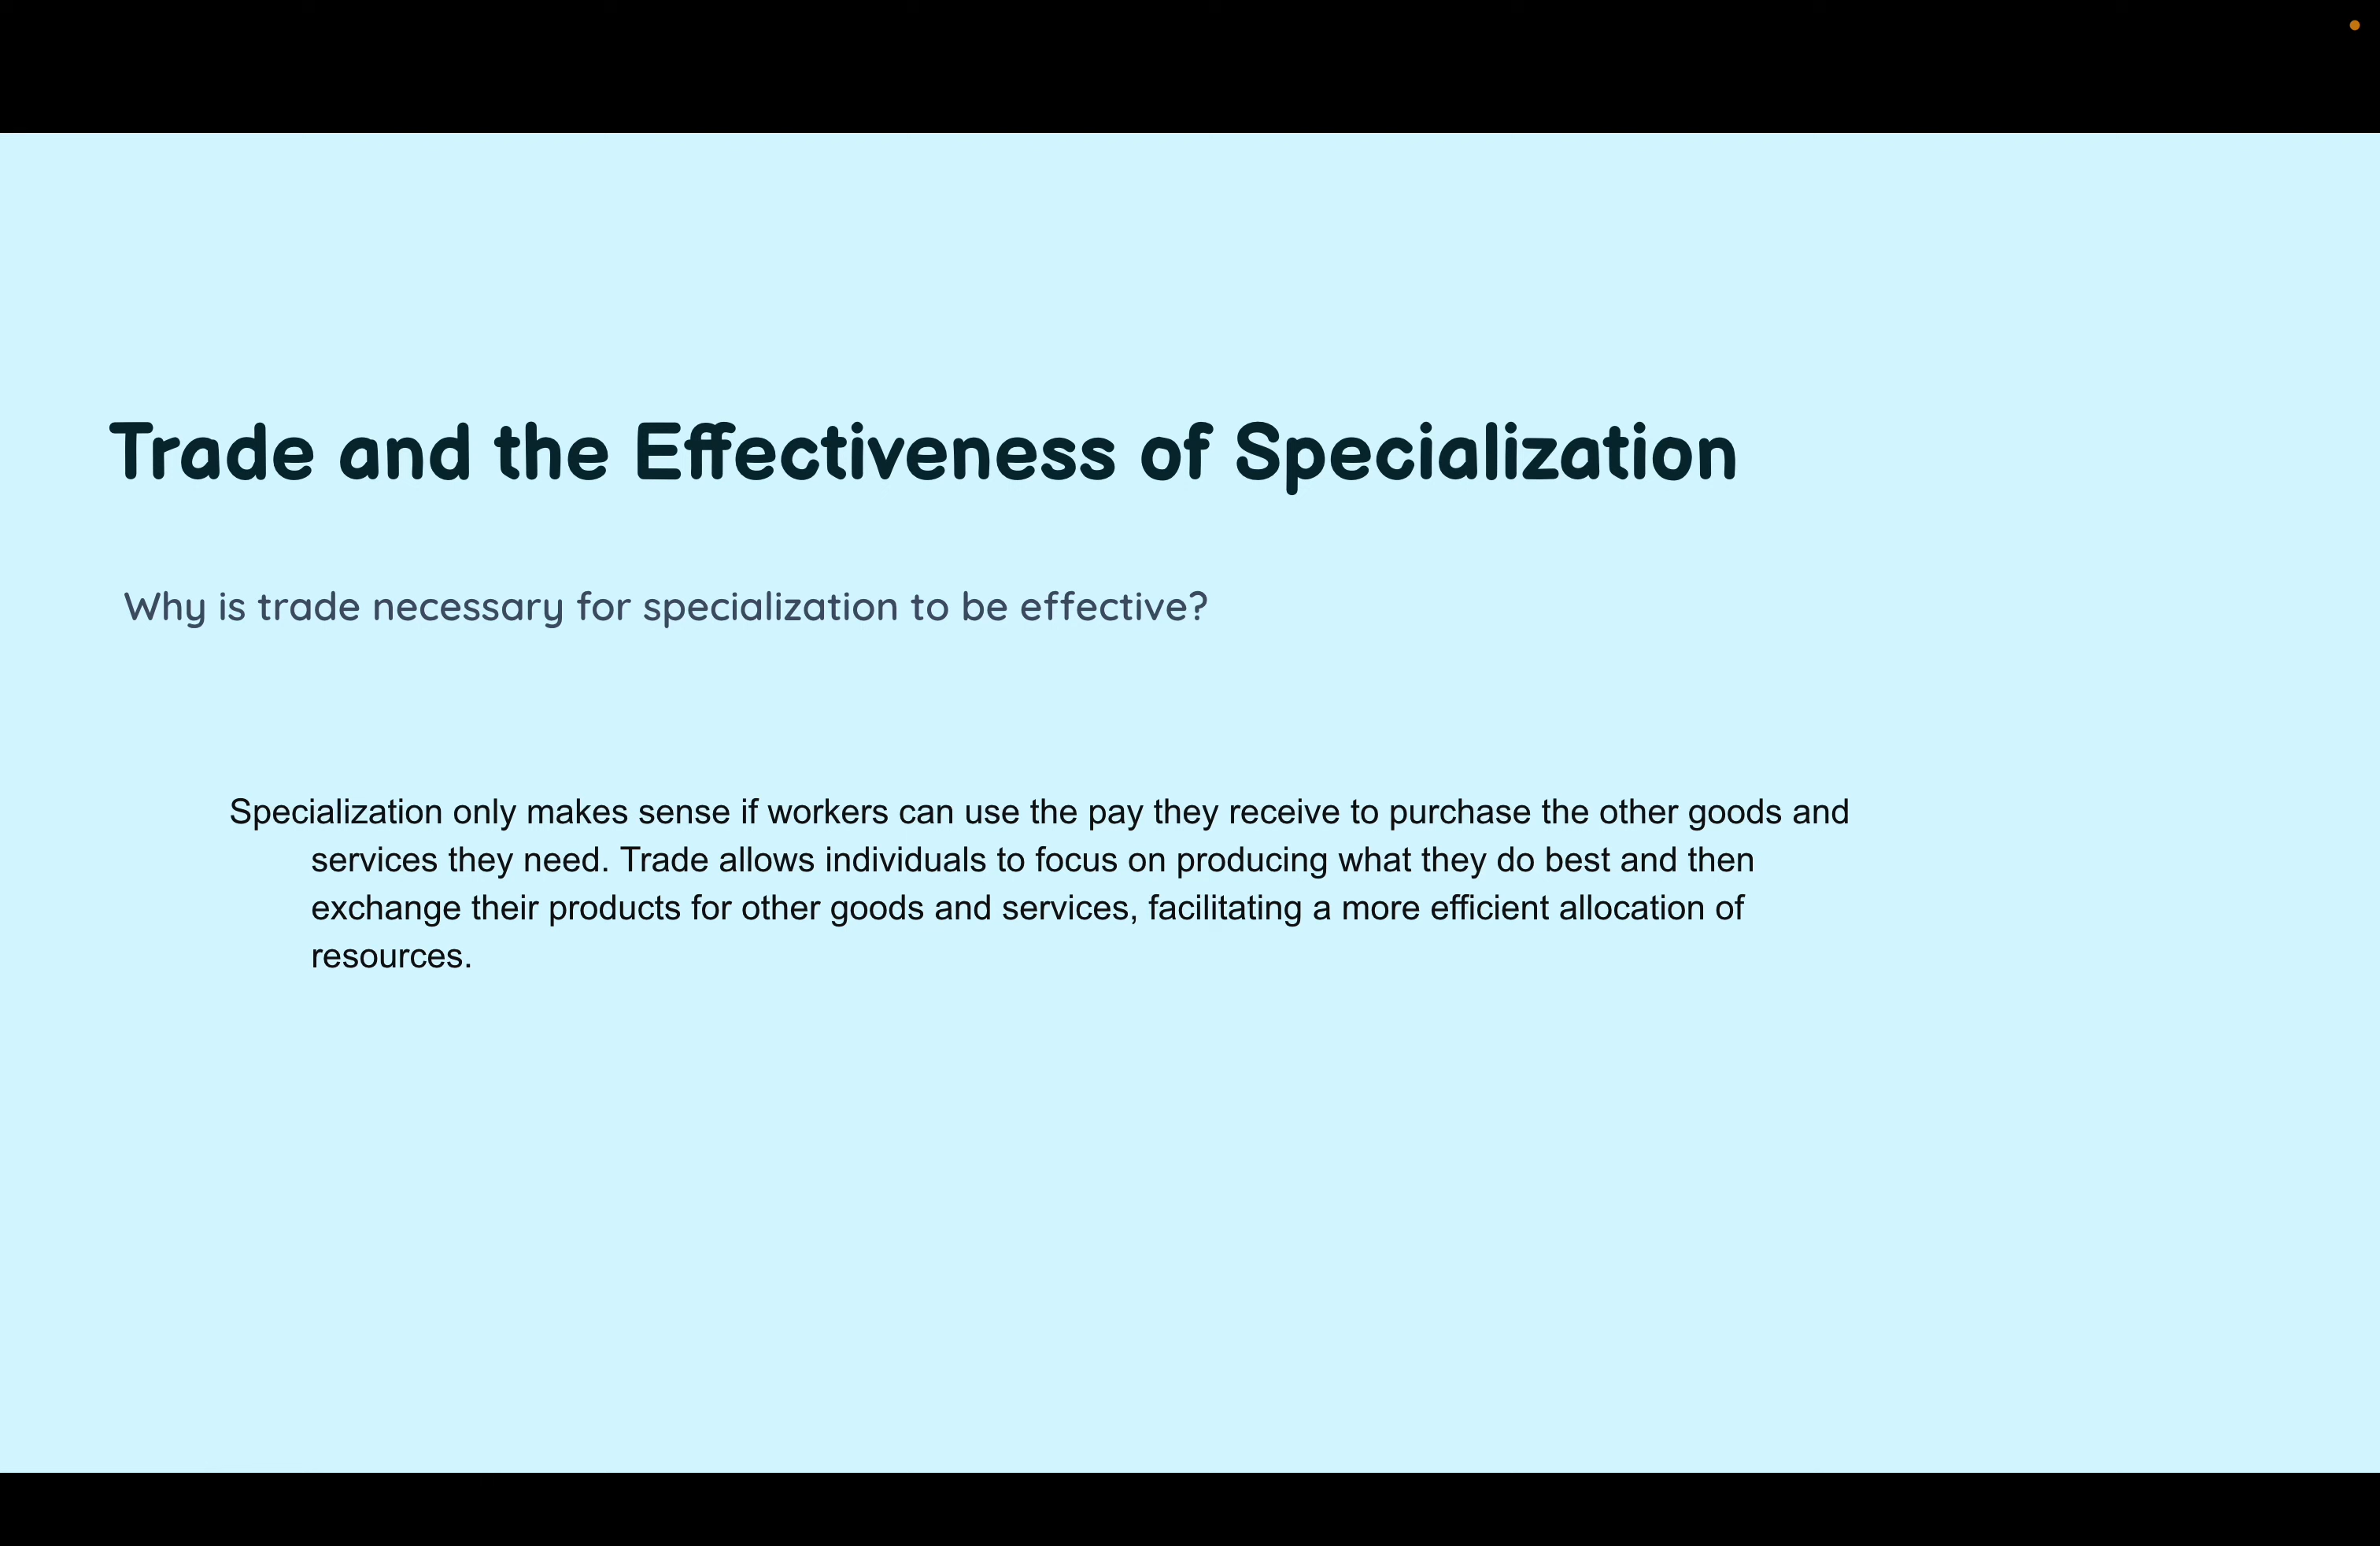 Trade and the Effectiveness of Specialization
Why is trade necessary for specialization to be effective?
Specialization only makes sense if workers can use the pay they receive to purchase the other goods and
services they need. Trade allows individuals to focus on producing what they do best and then
exchange their products for other goods and services, facilitating a more efficient allocation of
resources.